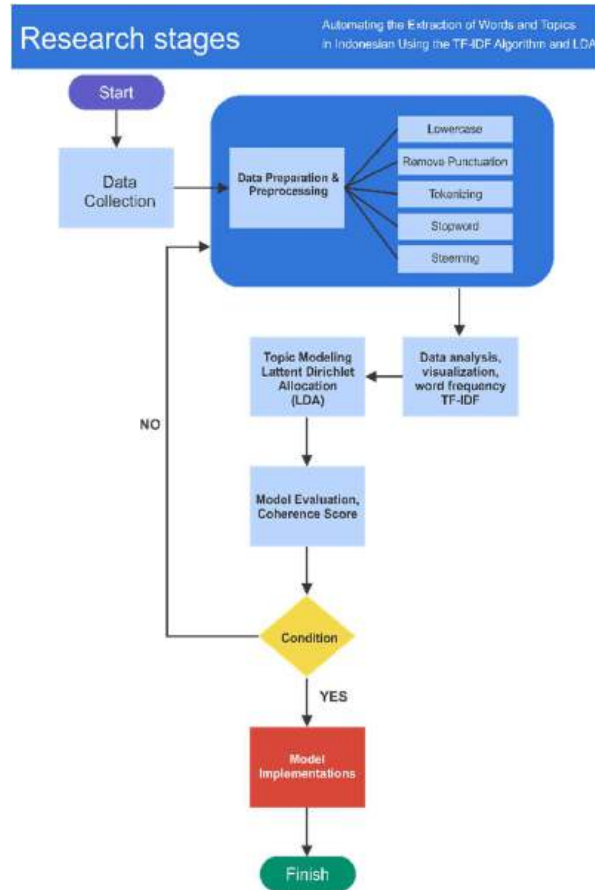 Research stages
Automating the Extraction of Words and Topics
in Indonesian Using the TF-IDF Algorithm and LDA
Start
Data
Collection
Data Preparation &
Preprocessing
Lowercase
Remove Punctuation
Tokenizing
Stopword
Steerning
Topic Modeling
Lattent Dirichlet
Allocation
(LDA)
Data analysis,
visualization,
word frequency
TF-IDF
NO
Model Evaluation,
Coherence Score
Condition
YES
Model
Implementations
Finish